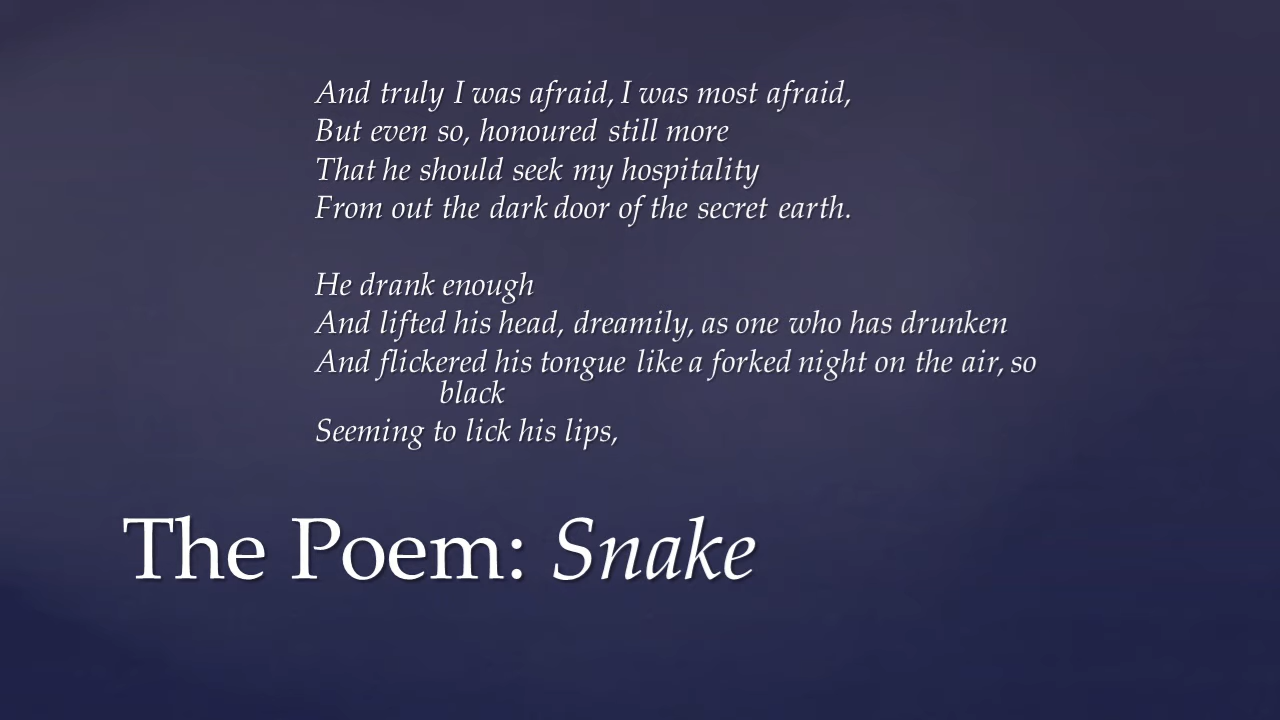 And truly I was afraid, I was most afraid,
But even so, honoured still more
That he should seek my hospitality
From out the dark door of the secret earth.
He drank enough
And lifted his head, dreamily, as one who has drunken
And flickered his tongue like a forked night on the air, so
black
Seeming to lick his lips,
The Poem: Snake